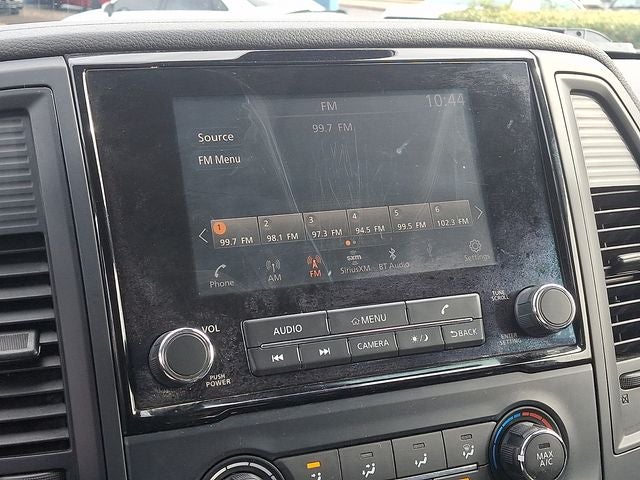 FM
10:44
99.7 FM
Source
FM Menu
1 2 3 4 5 6
99.7 FM 98.1 FM 97.3 FM 94.5 FM 99.5 FM 102.3 FM
sxm
Phone AM FM SiriusXM BT Audio Settings
VOL
PUSH
POWER
AUDIO MENU
CAMERA BACK
TUNE
SCROLL
ENTER
SETTING
MAX
A/C